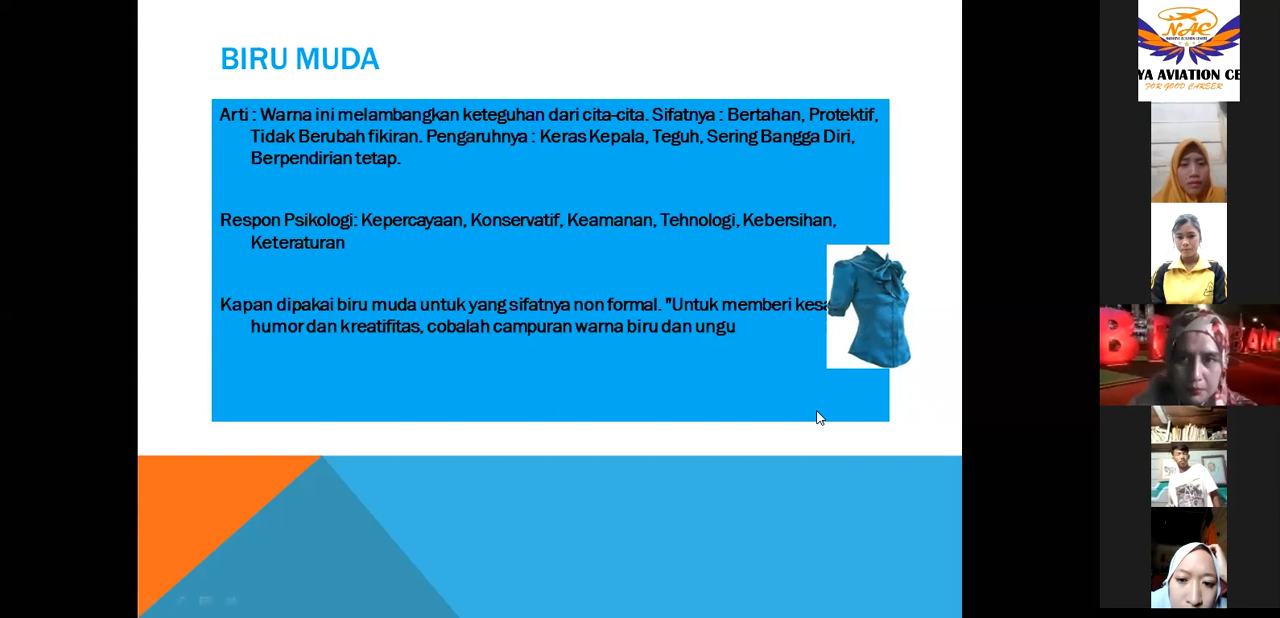 BIRU MUDA
Arti : Warna ini melambangkan keteguhan dari cita-cita. Sifatnya : Bertahan, Protektif,
Tidak Berubah fikiran. Pengaruhnya : Keras Kepala, Teguh, Sering Bangga Diri,
Berpendirian tetap.
Respon Psikologi: Kepercayaan, Konservatif, Keamanan, Tehnologi, Kebersihan,
Keteraturan
Kapan dipakai biru muda untuk yang sifatnya non formal. "Untuk memberi kesa
humor dan kreatifitas, cobalah campuran warna biru dan ungu
NAC
YA AVIATION CE
FOR GOOD CAREER